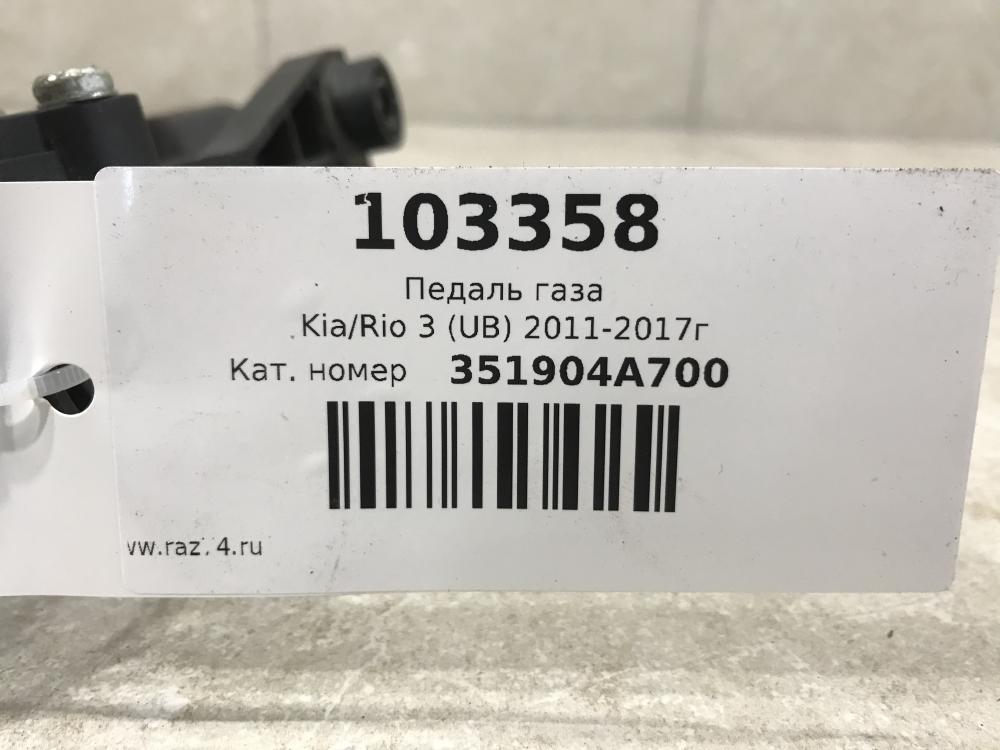 103358
Педаль газа
Kia/Rio 3 (UB) 2011-2017г
Кат. номер 351904A700